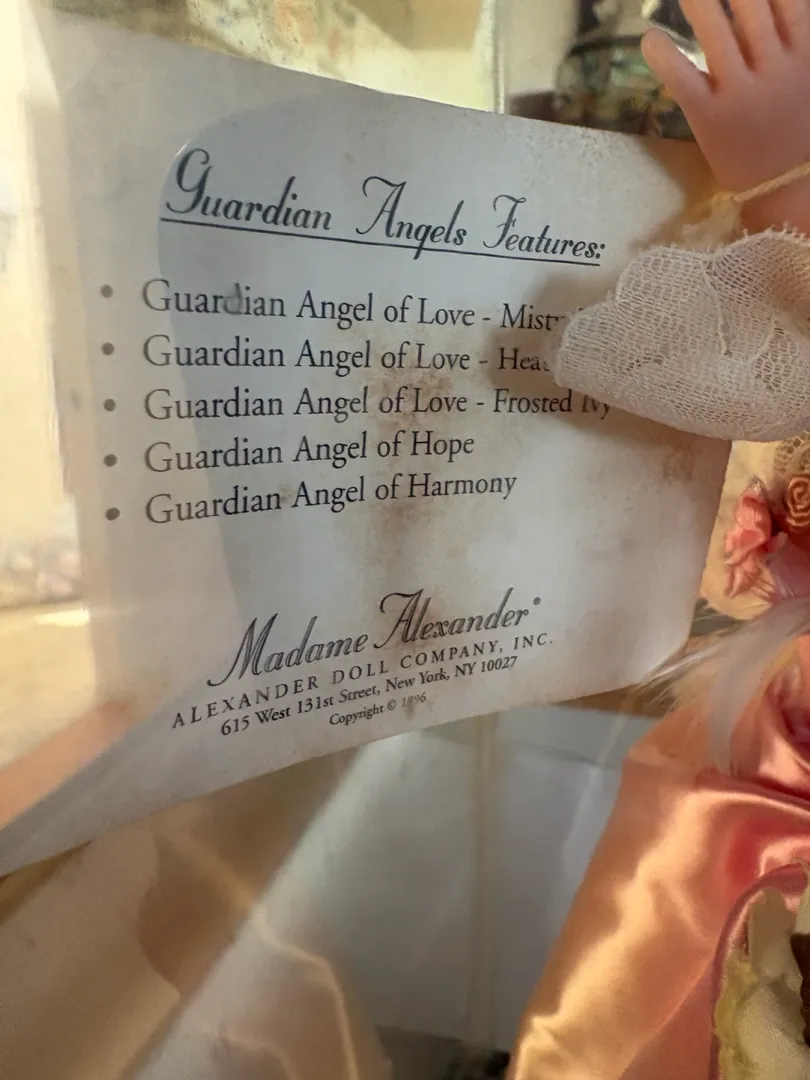 Guardian Angels Features:
• Guardian Angel of Love -
• Guardian Angel of Love -
• Guardian Angel of Love - Frosted Ivy
• Guardian Angel of Hope
• Guardian Angel of Harmony
Madame Alexander®
ALEXANDER DOLL COMPANY, INC.
615 West 131st Street, New York, NY 10027
Copyright © 1996